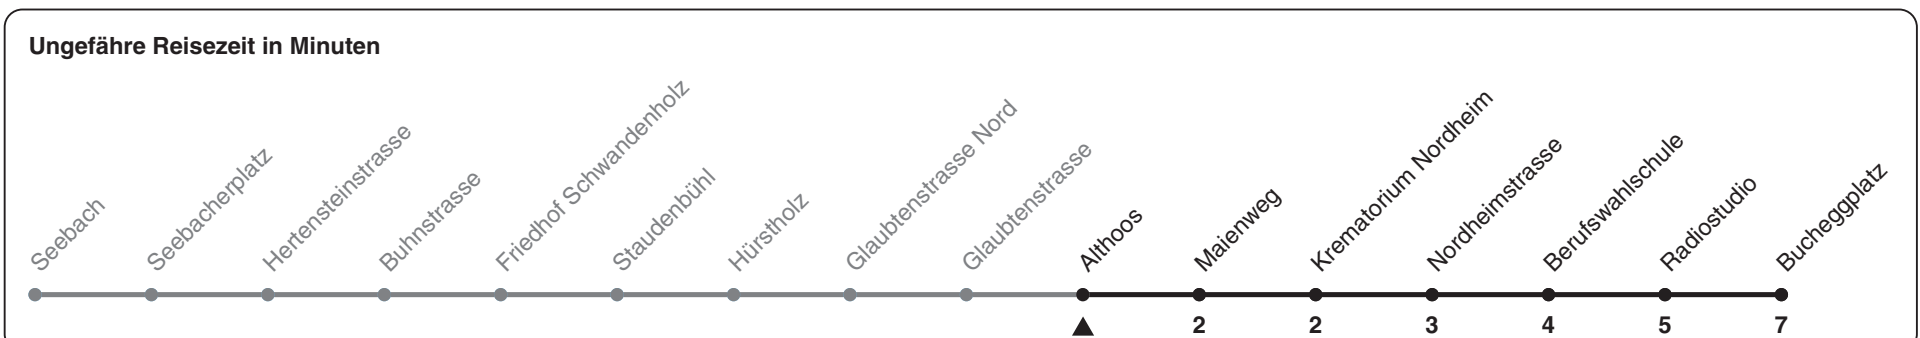 Ungefähre Reisezeit in Minuten
Seebach
Seebacherplatz
Hertensteinstrasse
Buhnstrasse
Friedhof Schwandenholz
Staudenbühl
Hürstholz
Glaubtenstrasse Nord
Glaubtenstrasse
Althoos
Maienweg
Krematorium Nordheim
Nordheimstrasse
Berufswahlschule
Radiostudio
Bucheggplatz
2 2 3 4 5 7